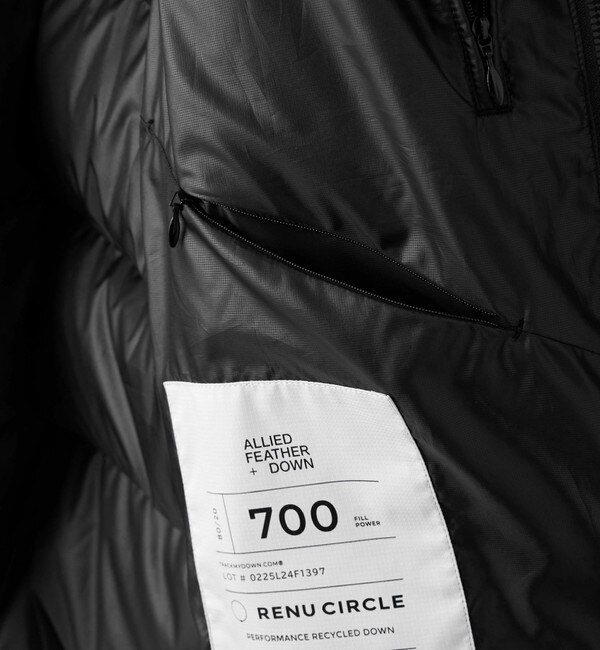 ALLIED
FEATHER
+ DOWN
80/20
700
FILL
POWER
TRACKMYDOWN.COM®
LOT # 0225L24F1397
RENU CIRCLE
PERFORMANCE RECYCLED DOWN